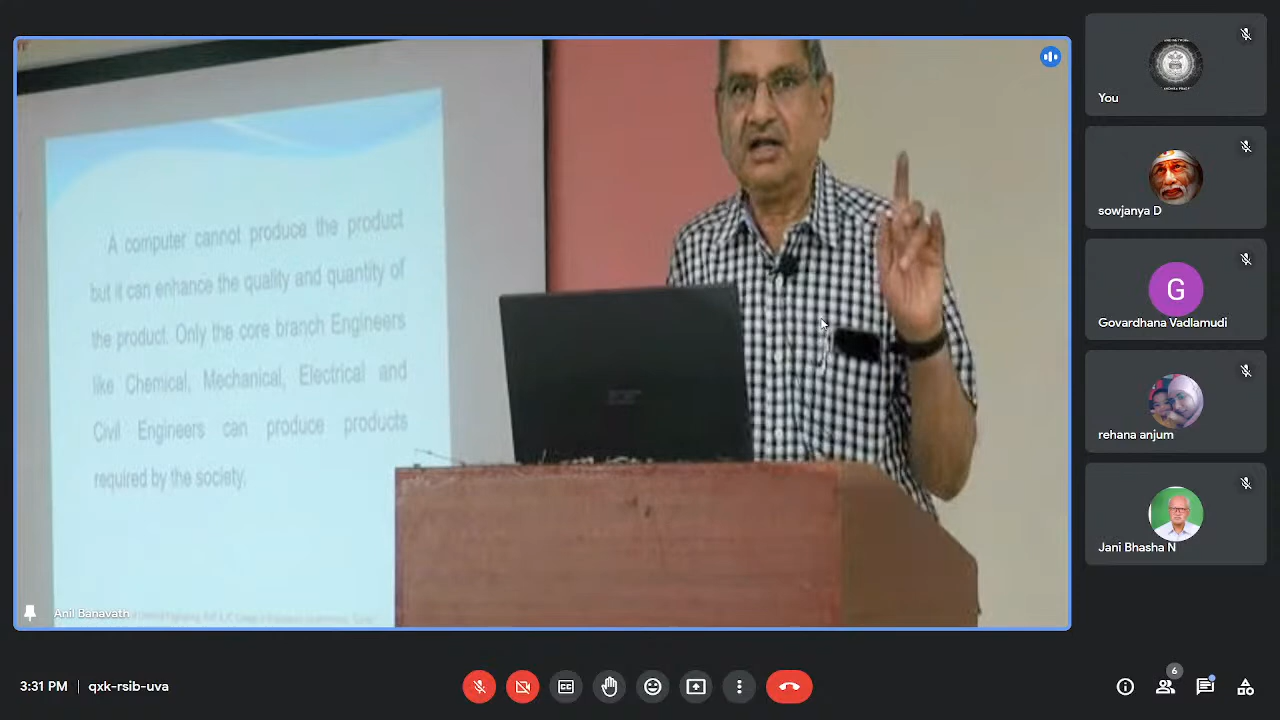 A computer cannot produce the product
but it can enhance the quality and quantity of
the product. Only the core branch Engineers
like Chemical, Mechanical, Electrical and
Civil Engineers can produce products
required by the society.
Anil Banavath
You
sowjanya D
G
Govardhana Vadlamudi
rehana anjum
Jani Bhasha N
3:31 PM
qxk-rsib-uva
6